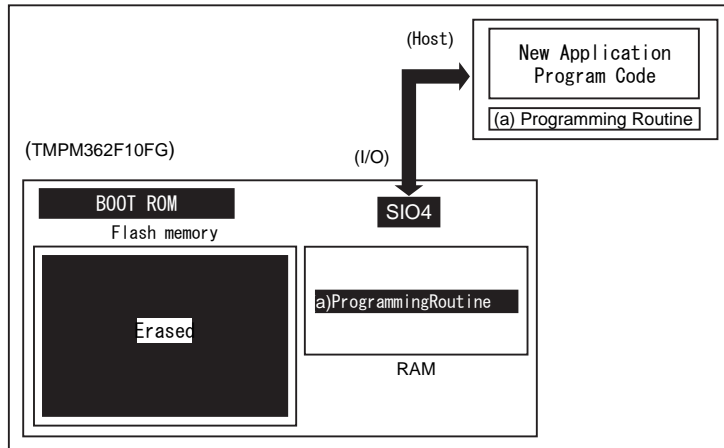 (Host)
New Application
Program Code
(a) Programming Routine
(TMPM362F10FG)
(I/O)
BOOT ROM
SIO4
Flash memory
a)ProgrammingRoutine
Erased
RAM